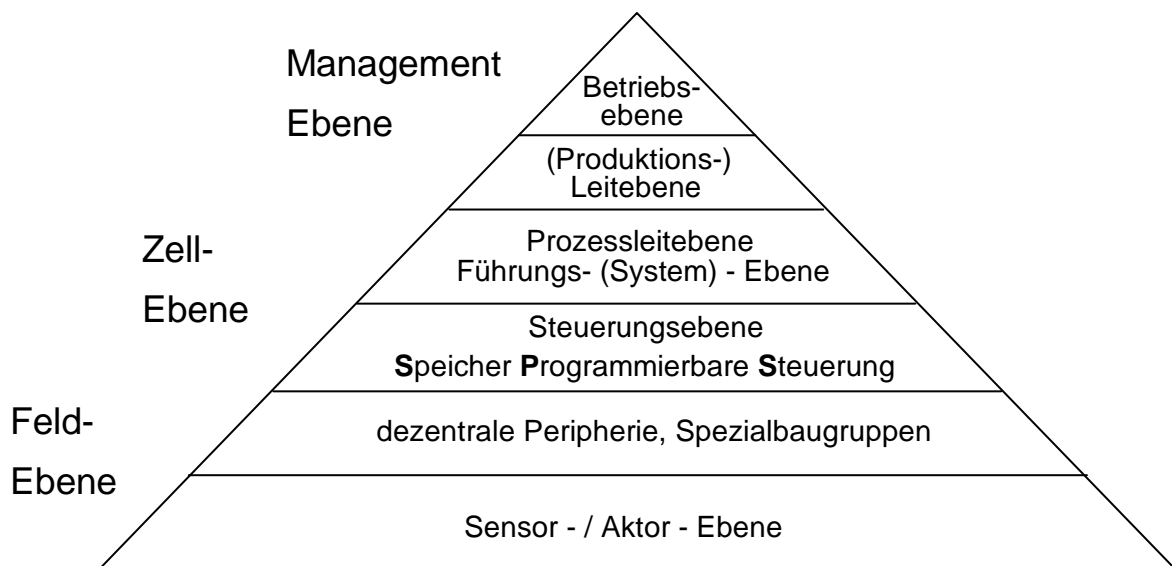 Management
Ebene
Betriebs-
ebene
(Produktions-)
Leitebene
Zell-
Ebene
Prozessleitebene
Führungs- (System) - Ebene
Steuerungsebene
Speicher Programmierbare Steuerung
Feld-
Ebene
dezentrale Peripherie, Spezialbaugruppen
Sensor - / Aktor - Ebene